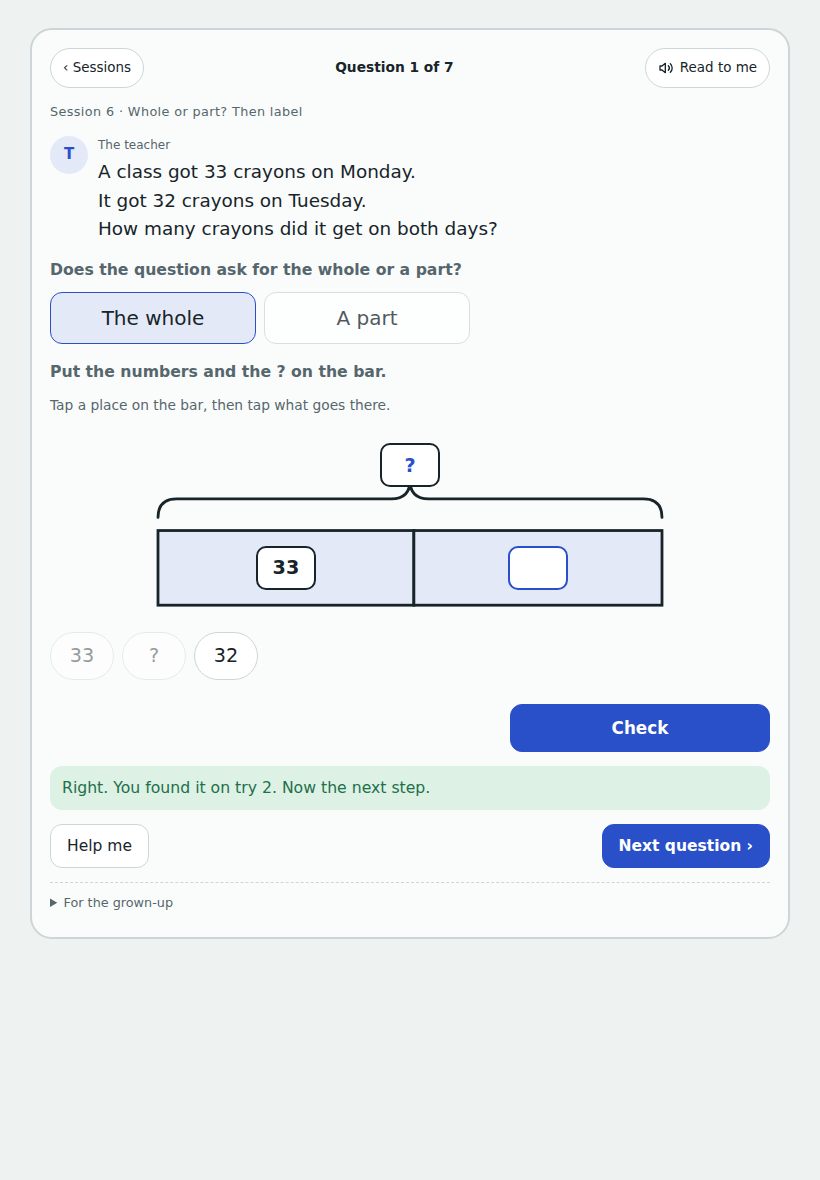 ‹ Sessions
Question 1 of 7
Read to me
Session 6 · Whole or part? Then label
T
The teacher
A class got 33 crayons on Monday.
It got 32 crayons on Tuesday.
How many crayons did it get on both days?
Does the question ask for the whole or a part?
The whole
A part
Put the numbers and the ? on the bar.
Tap a place on the bar, then tap what goes there.
?
33
33
?
32
Check
Right. You found it on try 2. Now the next step.
Help me
Next question ›
For the grown-up